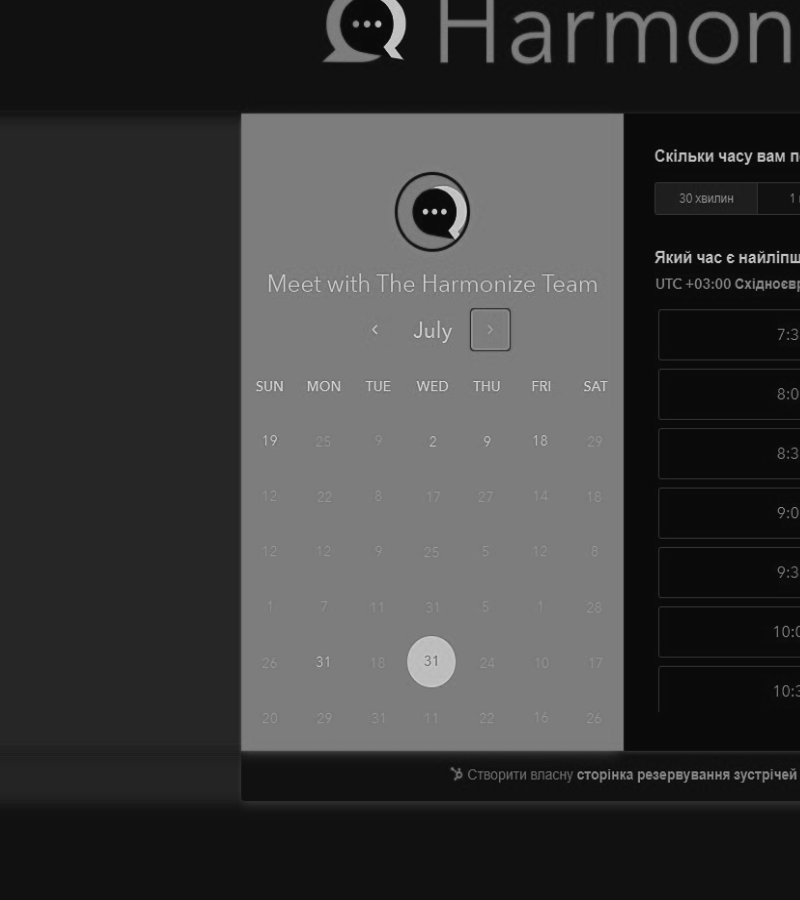 Harmon
Скільки часу вам п
30 хвилин 1
Який час є найліпш
UTC +03:00 Східноєвр
Meet with The Harmonize Team
July
SUN MON TUE WED THU FRI SAT
19 25 9 2 9 18 29
12 22 8 17 27 14 18
12 12 9 25 5 12 8
1 7 11 31 5 1 28
26 31 18 31 24 10 17
20 29 31 11 22 16 26
7:3
8:0
8:3
9:0
9:3
10:0
10:3
Створити власну сторінка резервування зустрічей